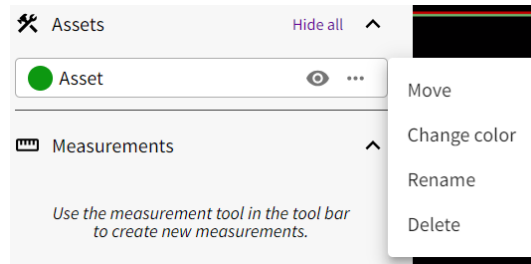 Assets Hide all
Asset
Measurements
Use the measurement tool in the tool bar
to create new measurements.
Move
Change color
Rename
Delete